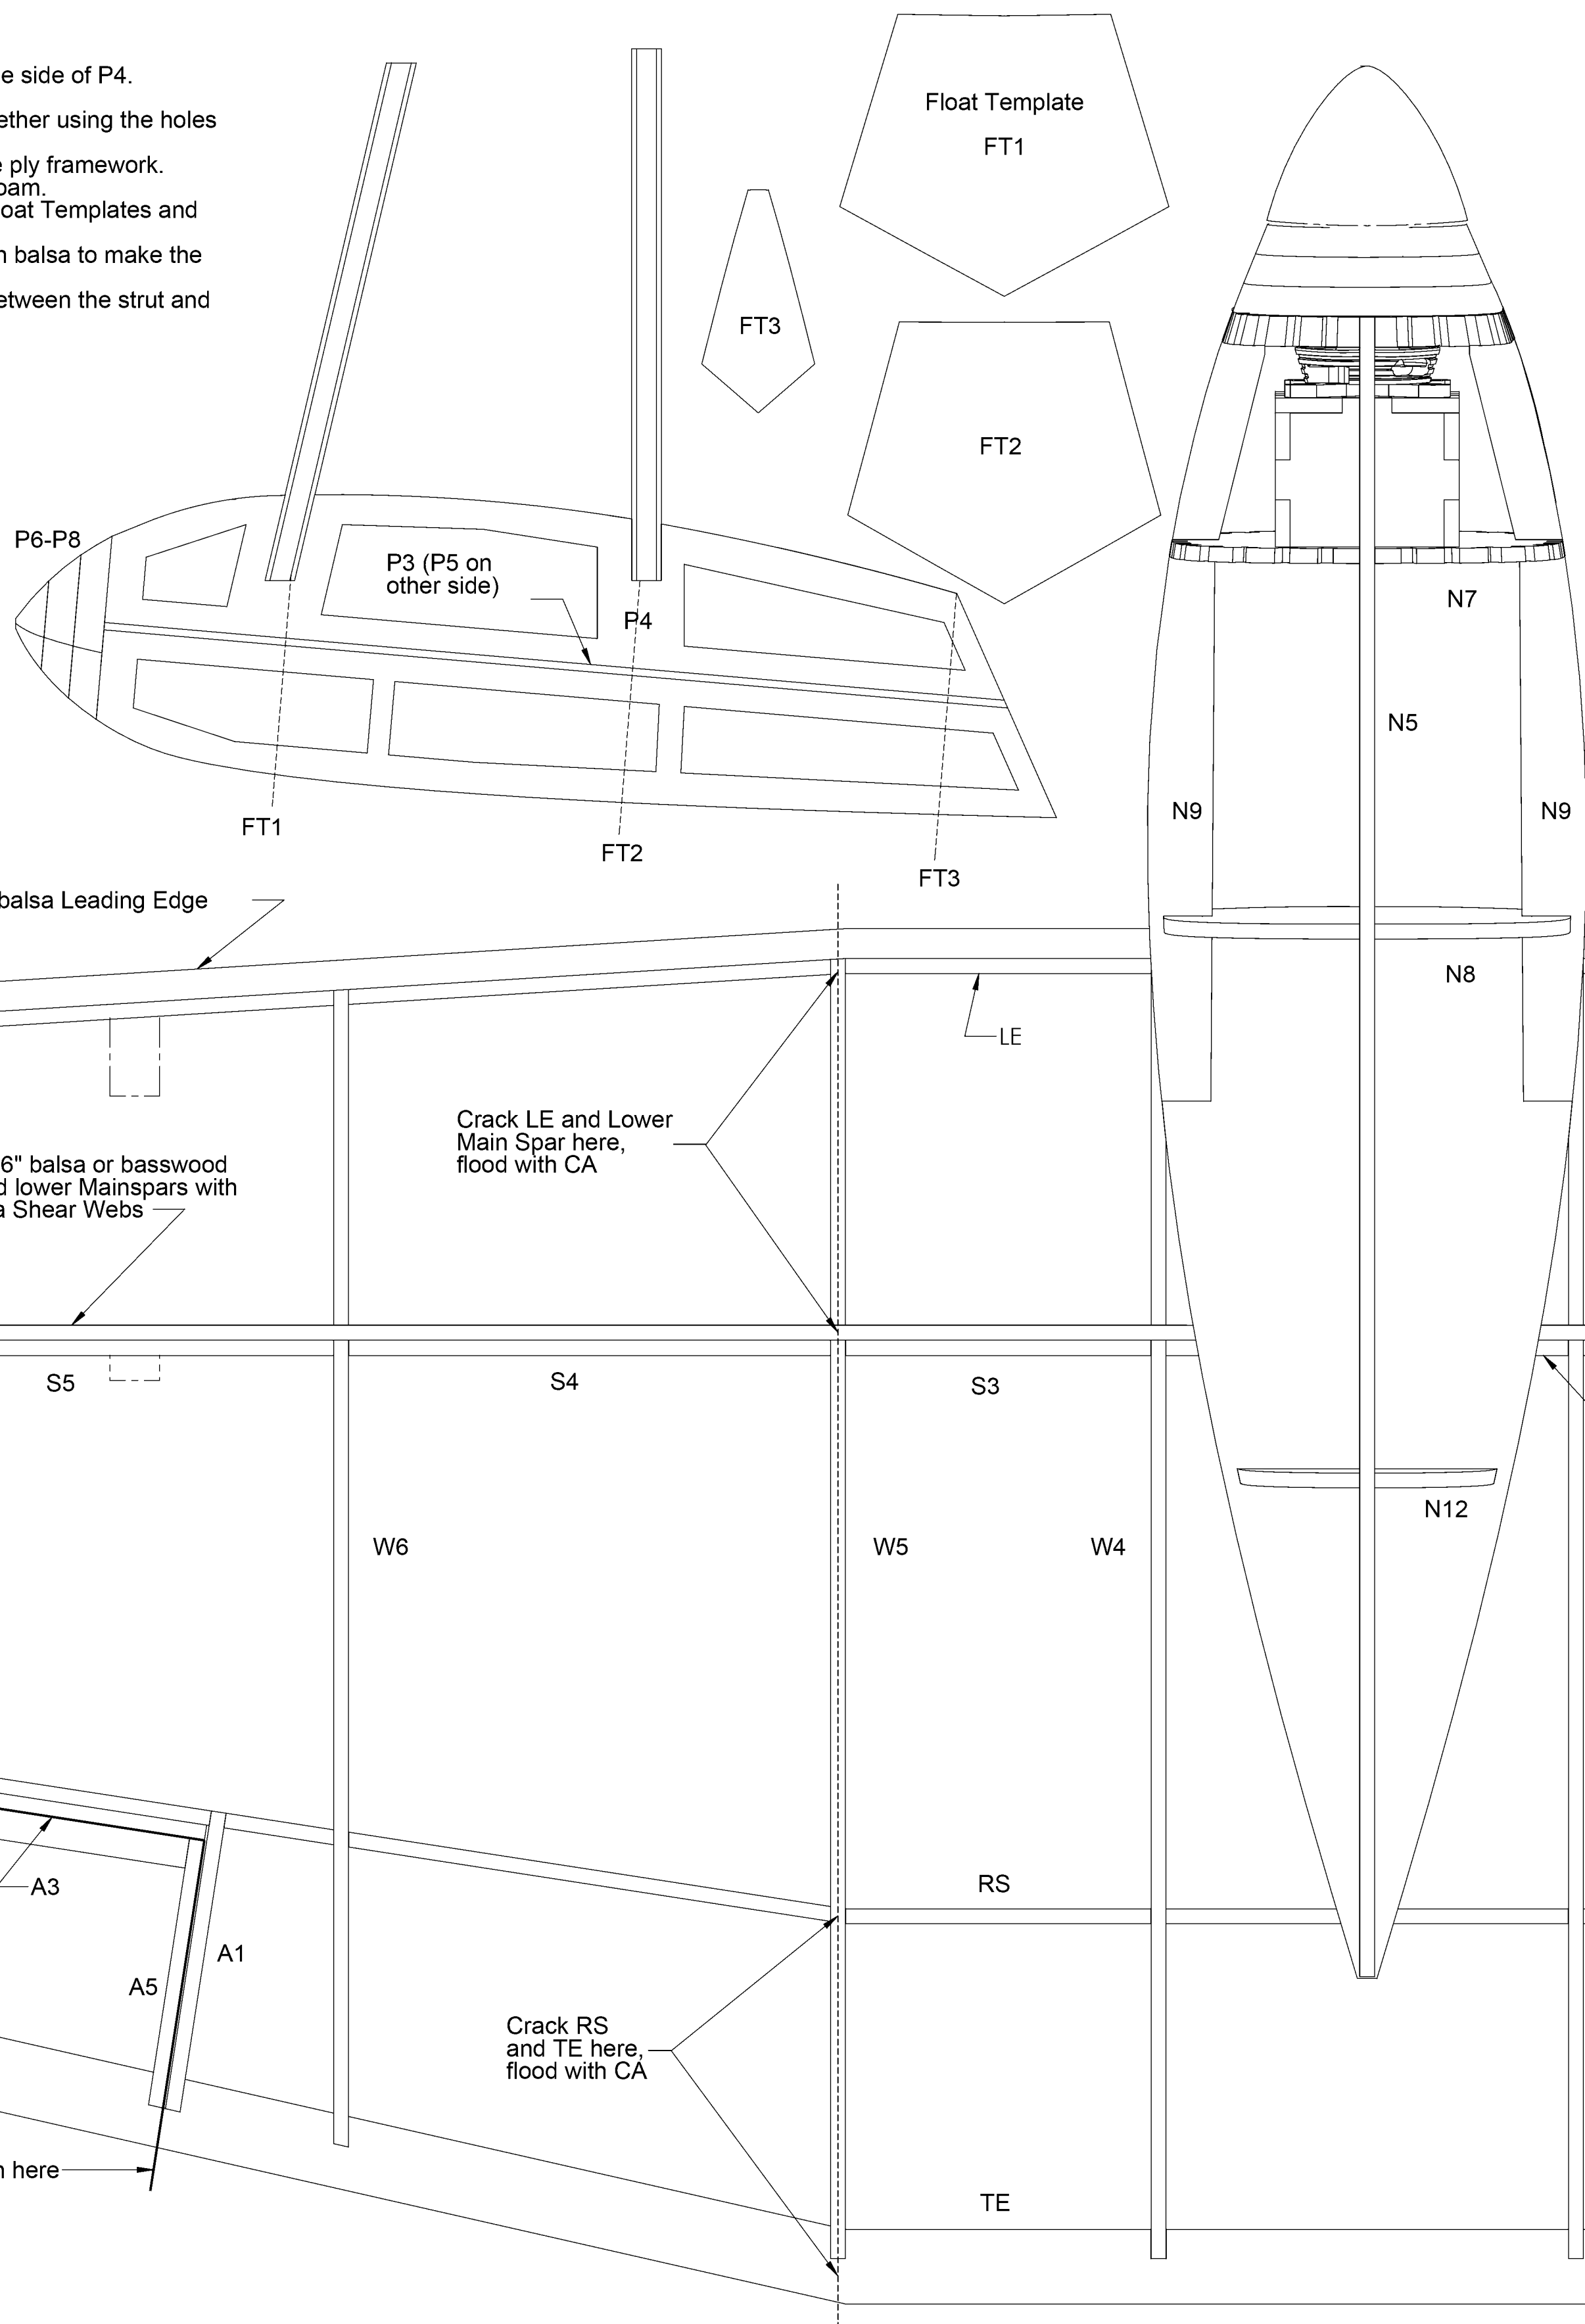 e side of P4.
ether using the holes
e ply framework.
oam.
oat Templates and
n balsa to make the
etween the strut and
Float Template
FT1
FT3
FT2
P6-P8
P3 (P5 on
other side)
P4
FT1
FT2
FT3
N7
N5
N9
N9
N8
N12
balsa Leading Edge
LE
Crack LE and Lower
Main Spar here,
flood with CA
6" balsa or basswood
d lower Mainspars with
a Shear Webs
S5
S4
S3
W6
W5
W4
RS
A3
A1
A5
Crack RS
and TE here,
flood with CA
n here
TE